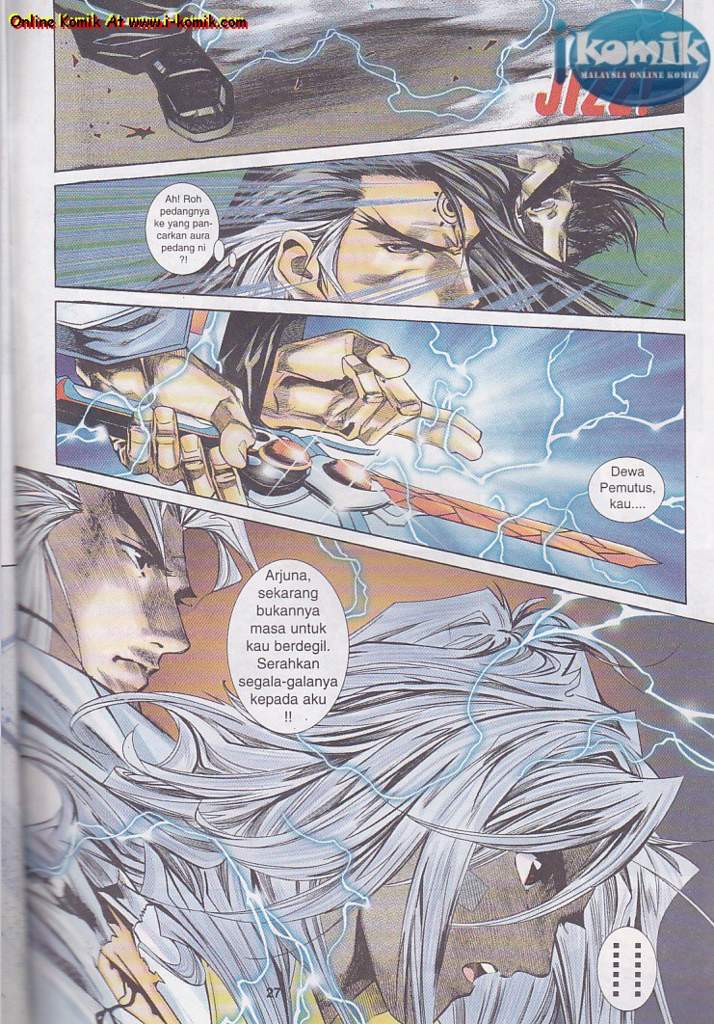 Online Komik At www.i-komik.com
ikomik
MALAYSIA ONLINE KOMIK
Ah! Roh
pedangnya
ke yang pan-
carkan aura
pedang ni
?!
Dewa
Pemutus,
kau....
Arjuna,
sekarang
bukannya
masa untuk
kau berdegil.
Serahkan
segala-galanya
kepada aku
!!
27